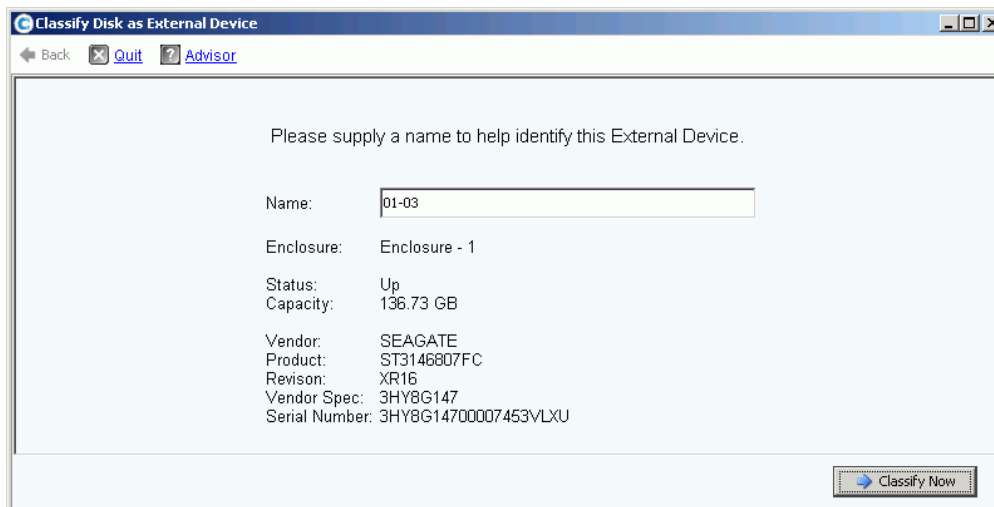 Classify Disk as External Device
Back Quit Advisor
Please supply a name to help identify this External Device.
Name: 01-03
Enclosure: Enclosure - 1
Status: Up
Capacity: 136.73 GB
Vendor: SEAGATE
Product: ST3146807FC
Revison: XR16
Vendor Spec: 3HY8G147
Serial Number: 3HY8G14700007453VLXU
Classify Now